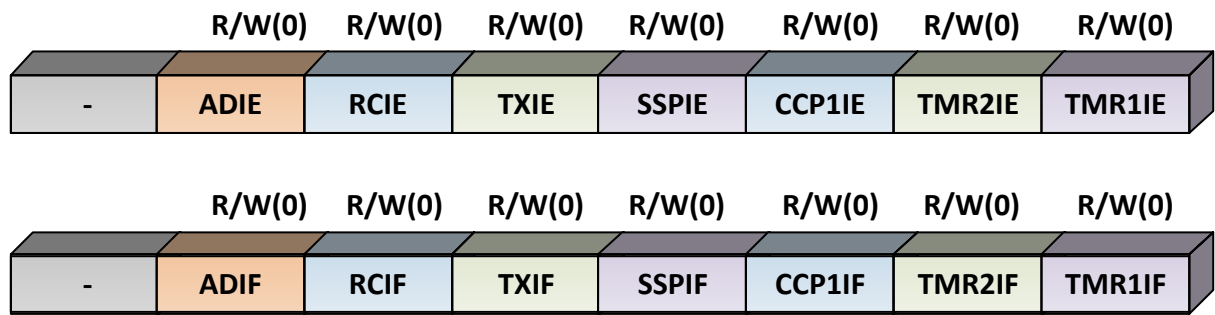 R/W(0) R/W(0) R/W(0) R/W(0) R/W(0) R/W(0) R/W(0)
- ADIE RCIE TXIE SSPIE CCP1IE TMR2IE TMR1IE
R/W(0) R/W(0) R/W(0) R/W(0) R/W(0) R/W(0) R/W(0)
- ADIF RCIF TXIF SSPIF CCP1IF TMR2IF TMR1IF